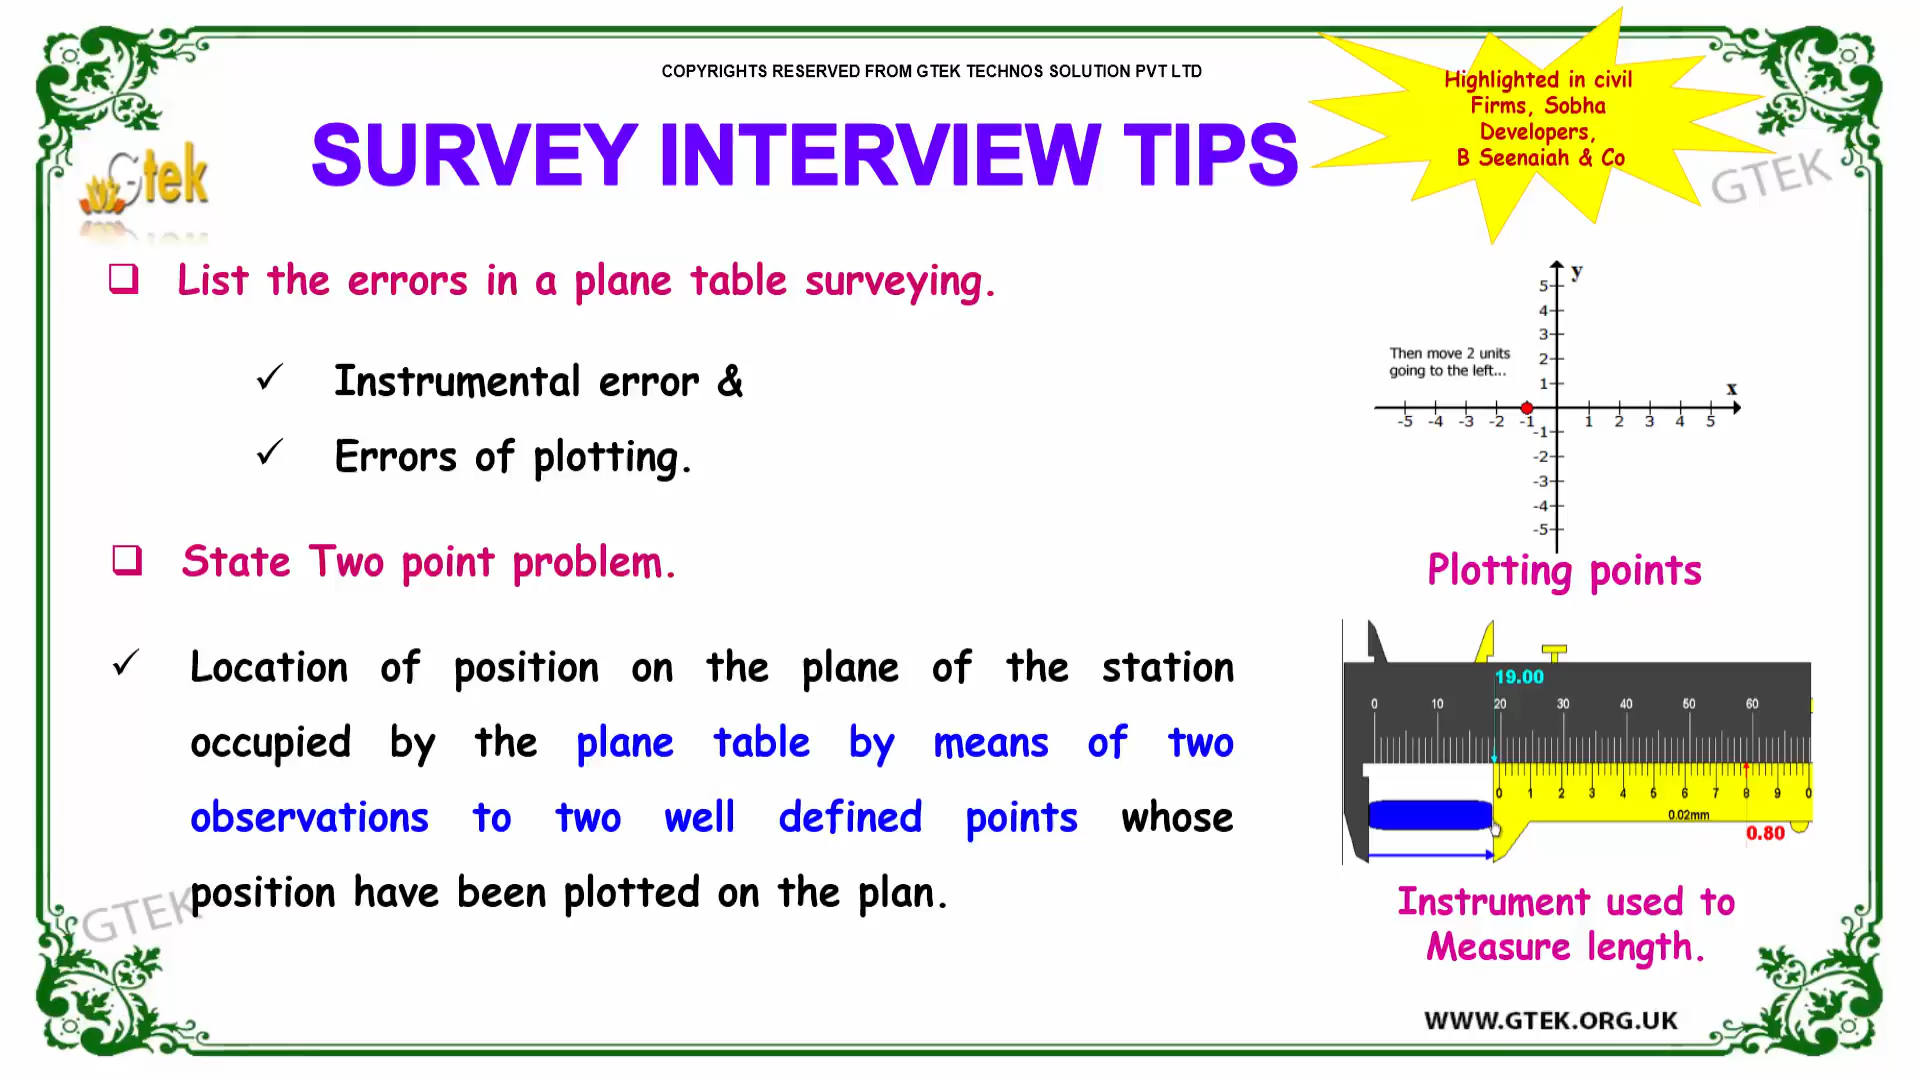 COPYRIGHTS RESERVED FROM GTEK TECHNOS SOLUTION PVT LTD
Highlighted in civil
Firms, Sobha
Developers,
B Seenaiah & Co
Gtek
SURVEY INTERVIEW TIPS
GTEK
List the errors in a plane table surveying.
Instrumental error &
Errors of plotting.
State Two point problem.
Location of position on the plane of the station
occupied by the plane table by means of two
observations to two well defined points whose
position have been plotted on the plan.
GTEK
y
5
4
3
2
1
Then move 2 units
going to the left...
x
-5 -4 -3 -2 -1 1 2 3 4 5
-1
-2
-3
-4
-5
Plotting points
19.00
0 10 20 30 40 50 60
0 1 2 3 4 5 6 7 8 9 0
0.02mm
0.80
Instrument used to
Measure length.
WWW.GTEK.ORG.UK